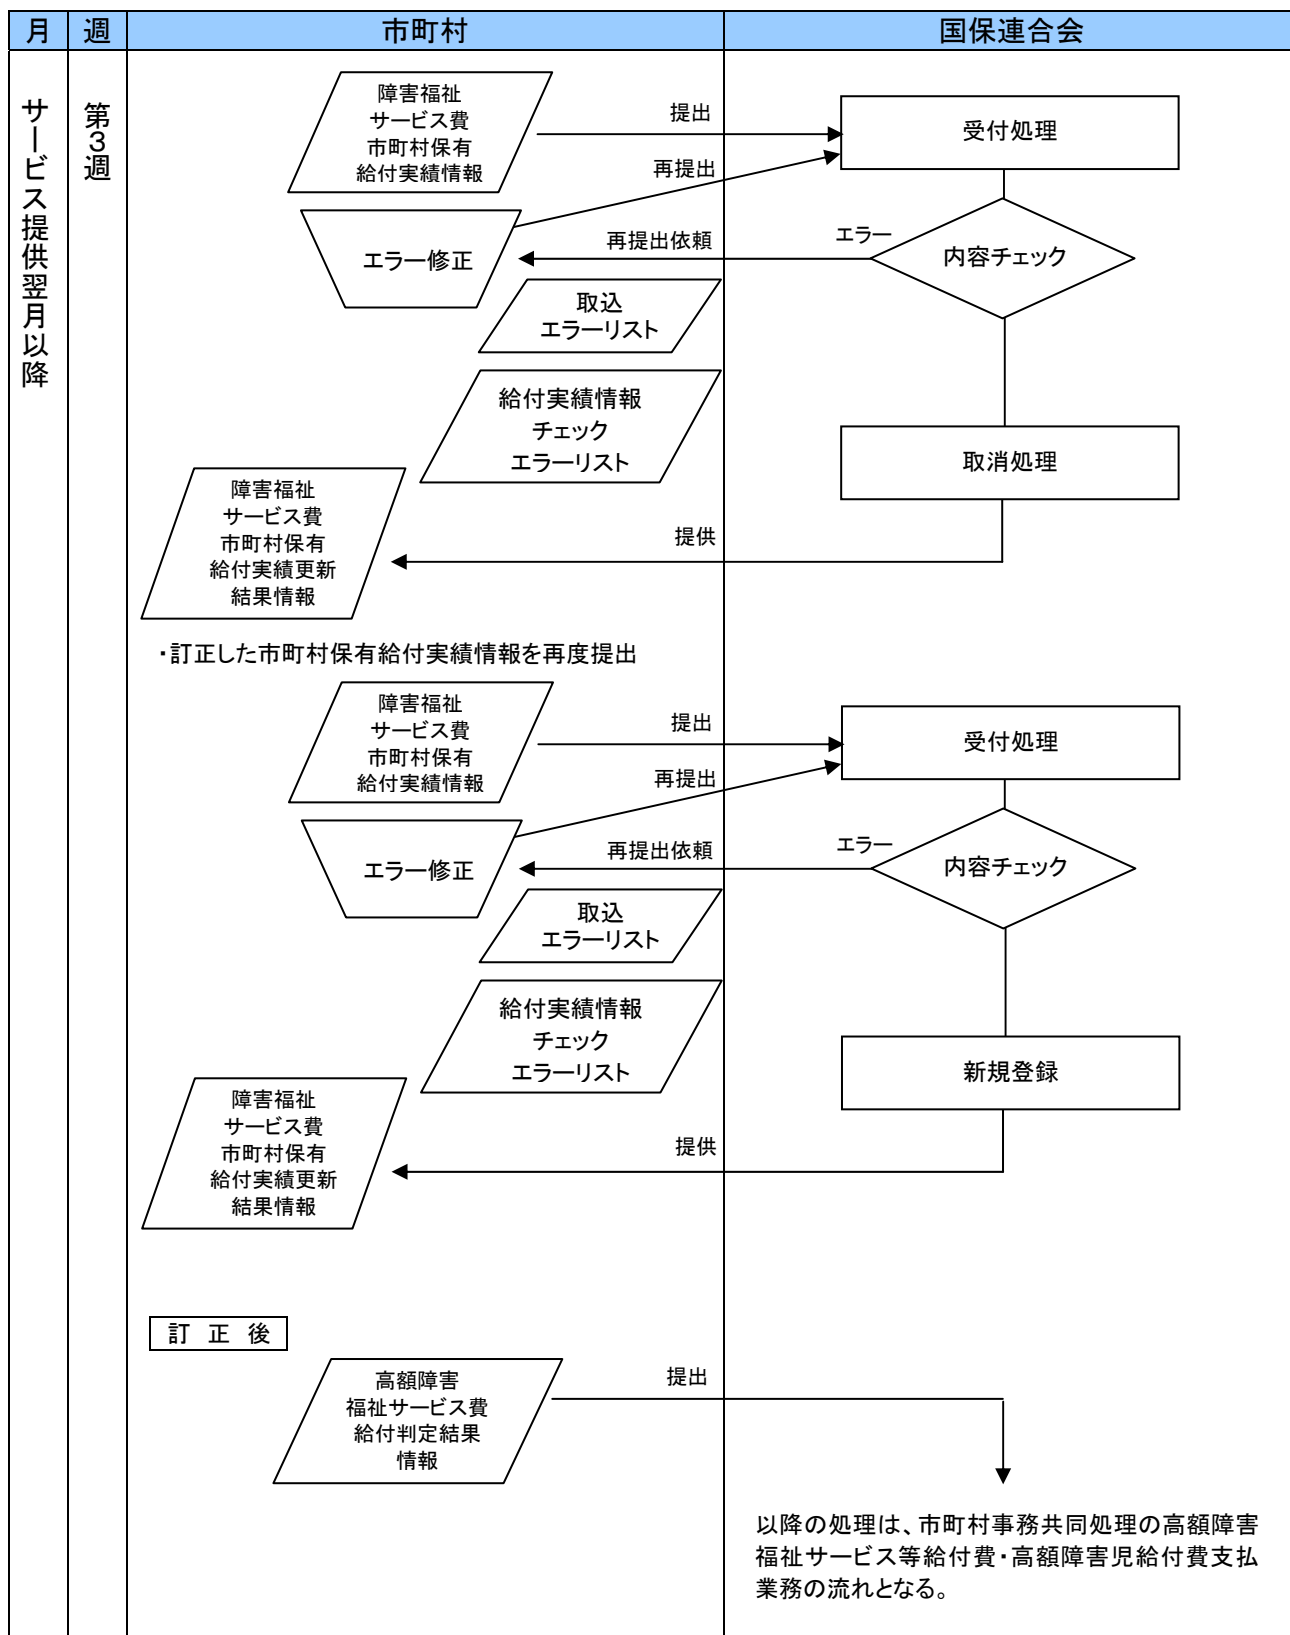 月
週
市町村
国保連合会
サービス提供翌月以降
第３週
障害福祉
サービス費
市町村保有
給付実績情報
提出
受付処理
再提出
エラー修正
再提出依頼
エラー
内容チェック
取込
エラーリスト
給付実績情報
チェック
エラーリスト
取消処理
障害福祉
サービス費
市町村保有
給付実績更新
結果情報
提供
・訂正した市町村保有給付実績情報を再度提出
障害福祉
サービス費
市町村保有
給付実績情報
提出
受付処理
再提出
エラー修正
再提出依頼
エラー
内容チェック
取込
エラーリスト
給付実績情報
チェック
エラーリスト
新規登録
障害福祉
サービス費
市町村保有
給付実績更新
結果情報
提供
訂 正 後
高額障害
福祉サービス費
給付判定結果
情報
提出
以降の処理は、市町村事務共同処理の高額障害
福祉サービス等給付費・高額障害児給付費支払
業務の流れとなる。